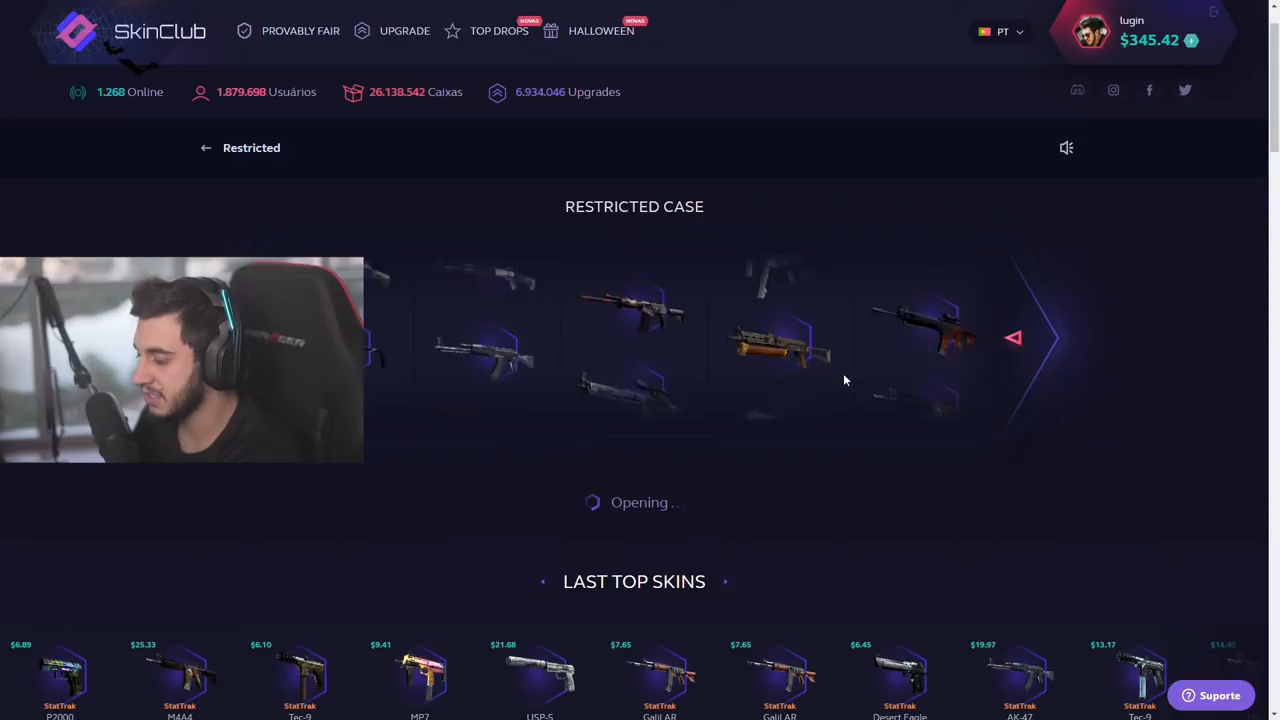 SkinClub
PROVABLY FAIR
UPGRADE
TOP DROPS
NOVAS
HALLOWEEN
NOVAS
PT
lugin
$345.42
1.268 Online
1.879.698 Usuários
26.138.542 Caixas
6.934.046 Upgrades
← Restricted
RESTRICTED CASE
Opening . . .
LAST TOP SKINS
$6.89
$25.33
$6.10
$9.41
$21.68
$7.65
$7.65
$6.45
$19.97
$13.17
$14.40
StatTrak
StatTrak
StatTrak
StatTrak
StatTrak
StatTrak
StatTrak
StatTrak
P2000
M4A4
Tec-9
MP7
USP-S
Galil AR
Galil AR
Desert Eagle
AK-47
Tec-9
Suporte